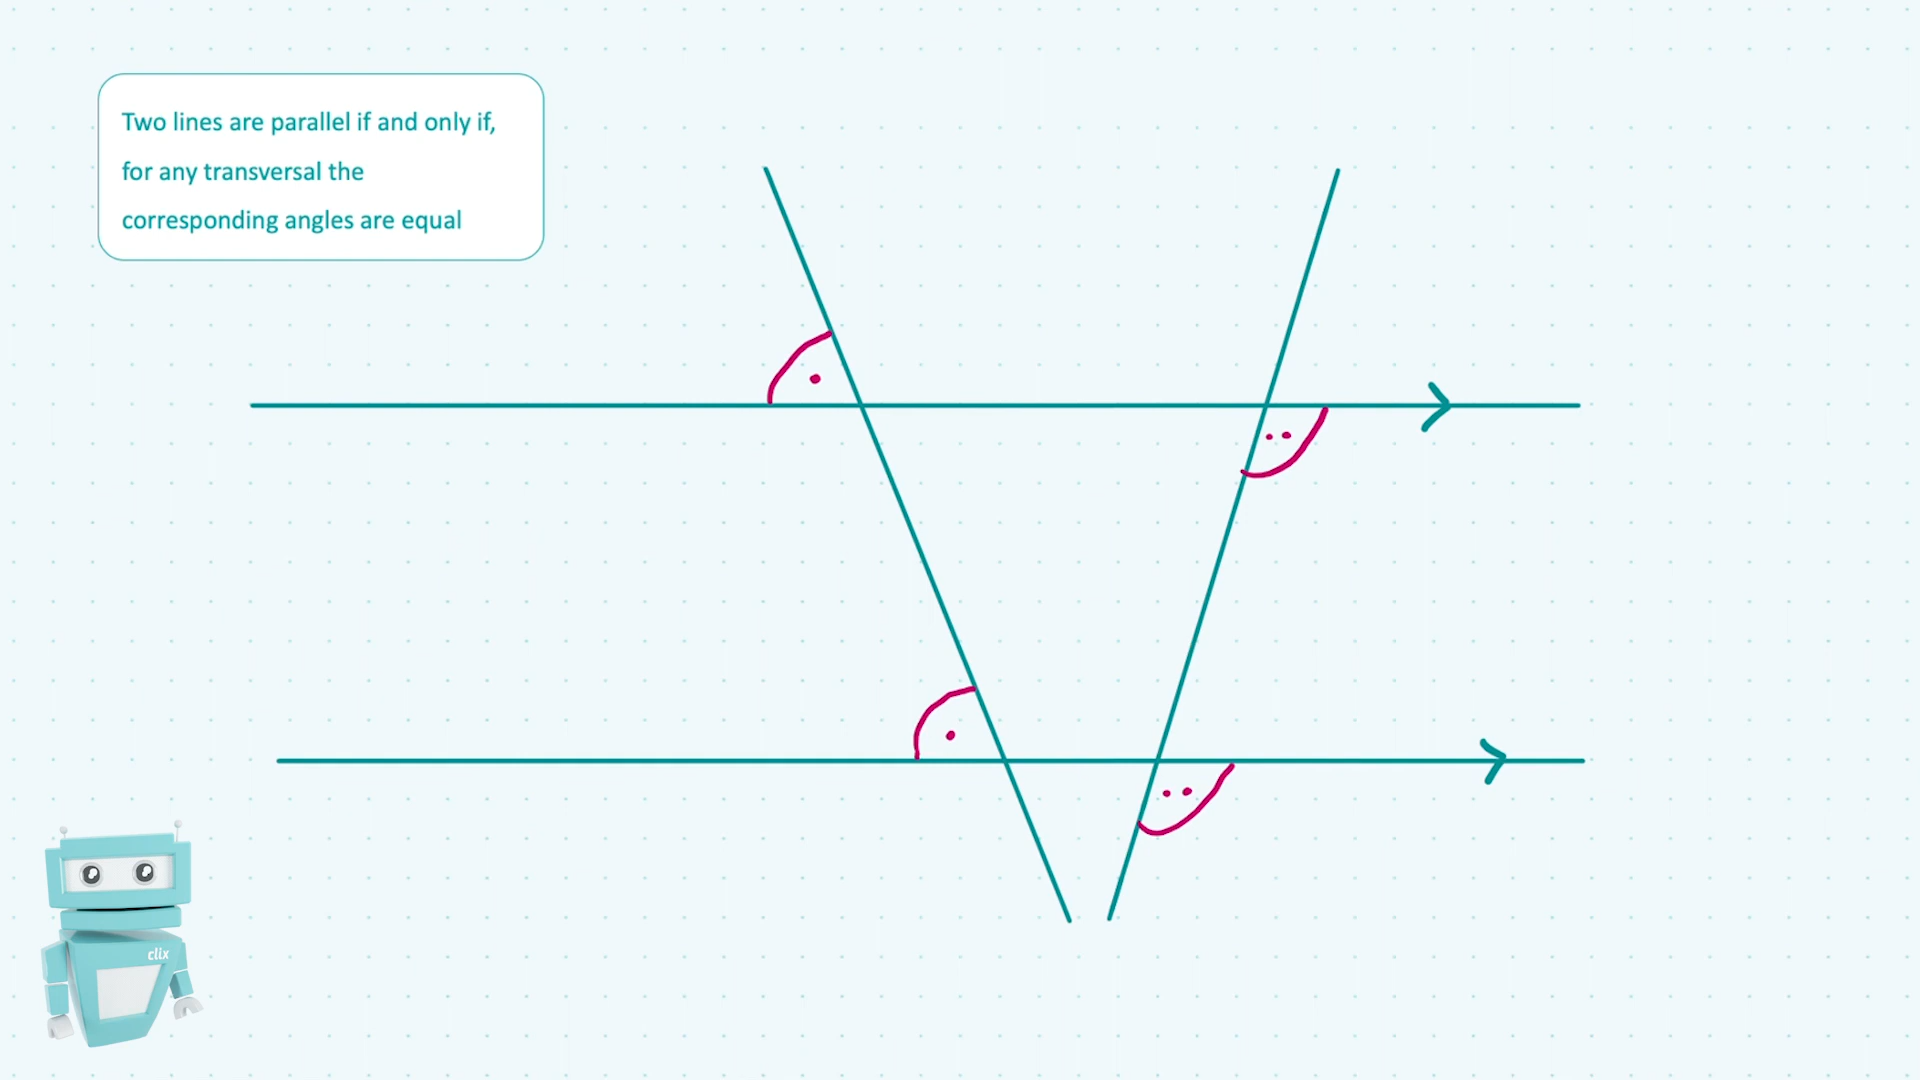 Two lines are parallel if and only if,
for any transversal the
corresponding angles are equal
clix